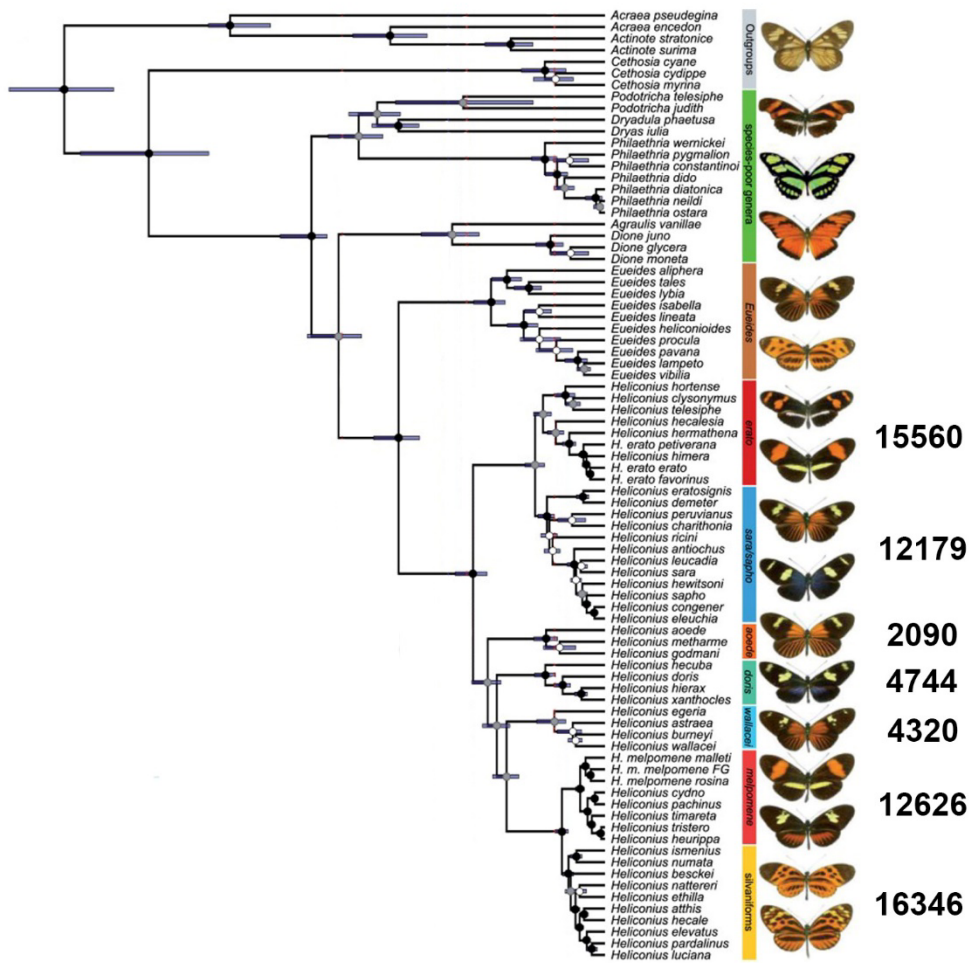 Acraea pseudegina
Acraea encedon
Actinote stratonice
Actinote surima
Cethosia cyane
Cethosia cydippe
Cethosia myrina
Podotricha telesiphe
Podotricha judith
Dryadula phaetusa
Dryas iulia
Philaethria wernickei
Philaethria pygmalion
Philaethria constantinoi
Philaethria dido
Philaethria diatonica
Philaethria neildi
Philaethria ostara
Agraulis vanillae
Dione juno
Dione glycera
Dione moneta
Eueides aliphera
Eueides tales
Eueides lybia
Eueides isabella
Eueides lineata
Eueides heliconioides
Eueides procula
Eueides pavana
Eueides lampeto
Eueides vibilia
Heliconius hortense
Heliconius clysonymus
Heliconius telesiphe
Heliconius hecalesia
Heliconius hermathena
H. erato petiverana
Heliconius himera
H. erato erato
H. erato favorinus
Heliconius eratosignis
Heliconius demeter
Heliconius peruvianus
Heliconius charithonia
Heliconius ricini
Heliconius antiochus
Heliconius leucadia
Heliconius sara
Heliconius hewitsoni
Heliconius sapho
Heliconius congener
Heliconius eleuchia
Heliconius aoede
Heliconius metharme
Heliconius godmani
Heliconius hecuba
Heliconius doris
Heliconius hierax
Heliconius xanthocles
Heliconius egeria
Heliconius astraea
Heliconius burneyi
Heliconius wallacei
H. melpomene malleti
H. m. melpomene FG
H. melpomene rosina
Heliconius cydno
Heliconius pachinus
Heliconius timareta
Heliconius tristero
Heliconius heurippa
Heliconius ismenius
Heliconius numata
Heliconius besckei
Heliconius nattereri
Heliconius ethilla
Heliconius atthis
Heliconius hecale
Heliconius elevatus
Heliconius pardalinus
Heliconius luciana
Outgroups
species-poor genera
Eueides
erato
sara/sapho
aoede
doris
wallacei
melpomene
silvaniforms
15560
12179
2090
4744
4320
12626
16346